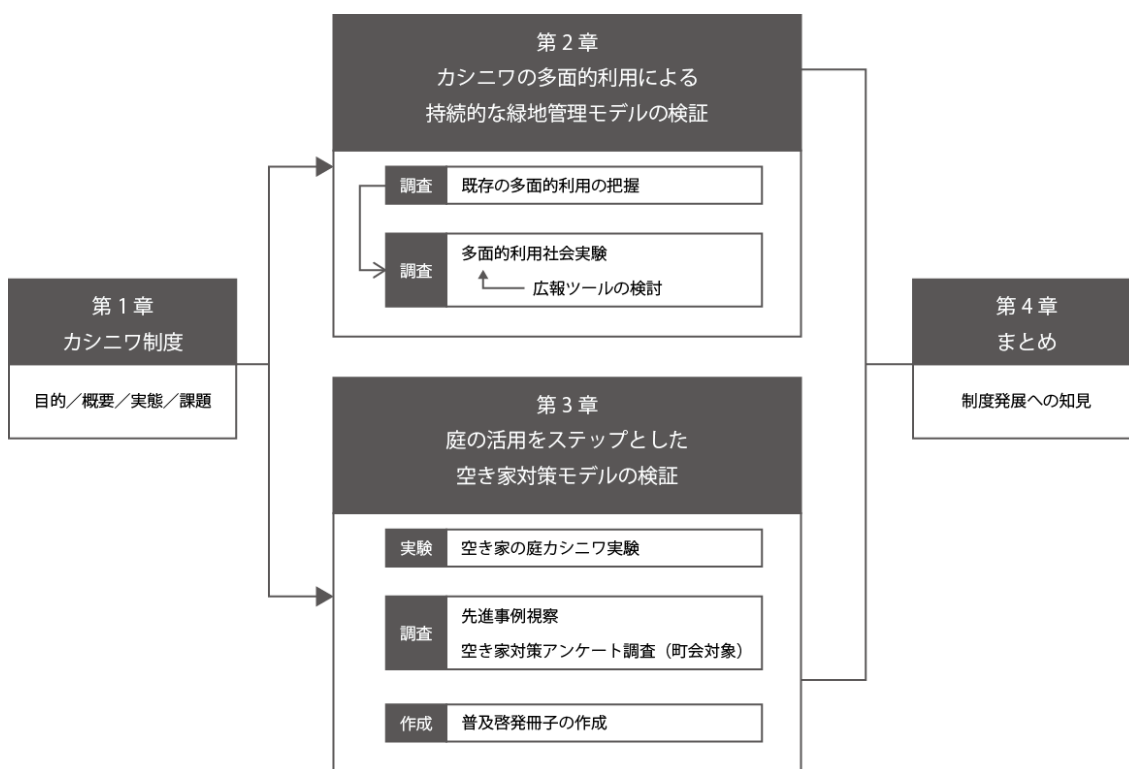 第1章
カシニワ制度
目的／概要／実態／課題
第2章
カシニワの多面的利用による
持続的な緑地管理モデルの検証
調査
既存の多面的利用の把握
調査
多面的利用社会実験
広報ツールの検討
第3章
庭の活用をステップとした
空き家対策モデルの検証
実験
空き家の庭カシニワ実験
調査
先進事例視察
空き家対策アンケート調査（町会対象）
作成
普及啓発冊子の作成
第4章
まとめ
制度発展への知見